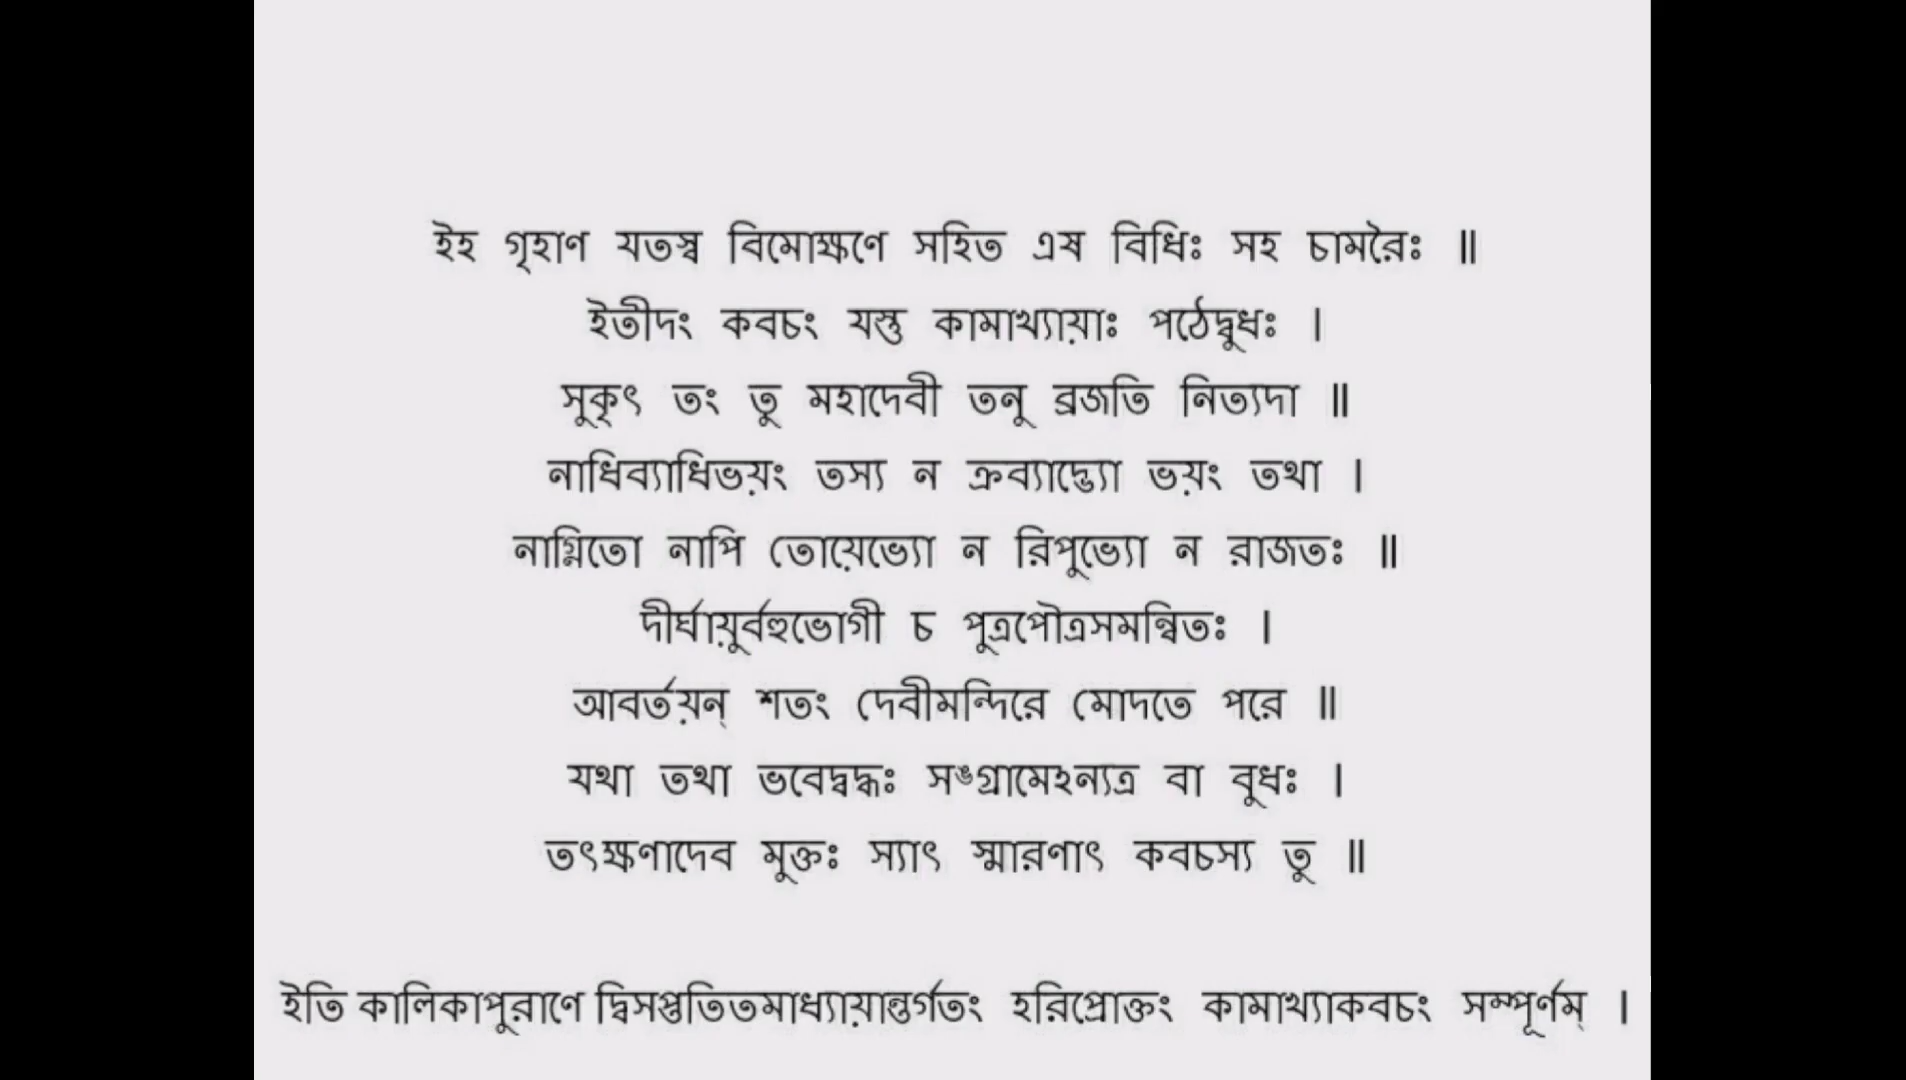 ইহ গৃহাণ যতস্ব বিমোক্ষণে সহিত এষ বিধিঃ সহ চামরৈঃ ॥
ইতীদং কবচং যস্তু কামাখ্যায়াঃ পঠেদ্বুধঃ ।
সুকৃৎ তং তু মহাদেবী তনু ব্রজতি নিত্যদা ॥
নাধিব্যাধিভয়ং তস্য ন ক্রব্যাদ্ভ্যো ভয়ং তথা ।
নাগ্নিতো নাপি তোয়েভ্যো ন রিপুভ্যো ন রাজতঃ ॥
দীর্ঘায়ুর্বহুভোগী চ পুত্রপৌত্রসমন্বিতঃ ।
আবর্তয়ন্ শতং দেবীমন্দিরে মোদতে পরে ॥
যথা তথা ভবেদ্বদ্ধঃ সঙগ্রামেঽন্যত্র বা বুধঃ ।
তৎক্ষণাদেব মুক্তঃ স্যাৎ স্মারণাৎ কবচস্য তু ॥
ইতি কালিকাপুরাণে দ্বিসপ্ততিতমাধ্যায়ান্তর্গতং হরিপ্রোক্তং কামাখ্যাকবচং সম্পূর্ণম্ ।